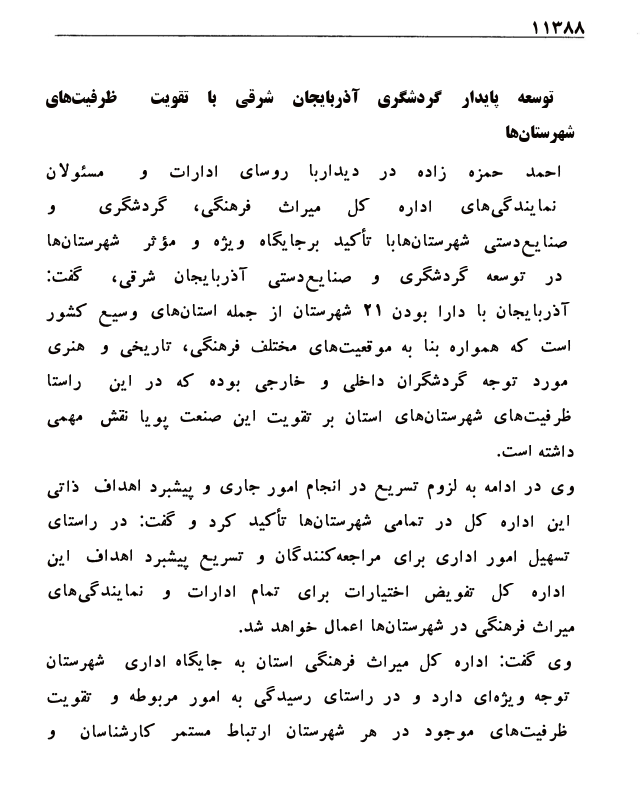 ۱۱۳۸۸
توسعه پایدار گردشگری آذربایجان شرقی با تقویت ظرفیت‌های
شهرستان‌ها
احمد حمزه زاده در دیداربا روسای ادارات و مسئولان
نمایندگی‌های اداره کل میراث فرهنگی، گردشگری و
صنایع‌دستی شهرستان‌هابا تأکید برجایگاه ویژه و مؤثر شهرستان‌ها
در توسعه گردشگری و صنایع‌دستی آذربایجان شرقی، گفت:
آذربایجان با دارا بودن ۲۱ شهرستان از جمله استان‌های وسیع کشور
است که همواره بنا به موقعیت‌های مختلف فرهنگی، تاریخی و هنری
مورد توجه گردشگران داخلی و خارجی بوده که در این راستا
ظرفیت‌های شهرستان‌های استان بر تقویت این صنعت پویا نقش مهمی
داشته است.
وی در ادامه به لزوم تسریع در انجام امور جاری و پیشبرد اهداف ذاتی
این اداره کل در تمامی شهرستان‌ها تأکید کرد و گفت: در راستای
تسهیل امور اداری برای مراجعه‌کنندگان و تسریع پیشبرد اهداف این
اداره کل تفویض اختیارات برای تمام ادارات و نمایندگی‌های
میراث فرهنگی در شهرستان‌ها اعمال خواهد شد.
وی گفت: اداره کل میراث فرهنگی استان به جایگاه اداری شهرستان
توجه ویژه‌ای دارد و در راستای رسیدگی به امور مربوطه و تقویت
ظرفیت‌های موجود در هر شهرستان ارتباط مستمر کارشناسان و